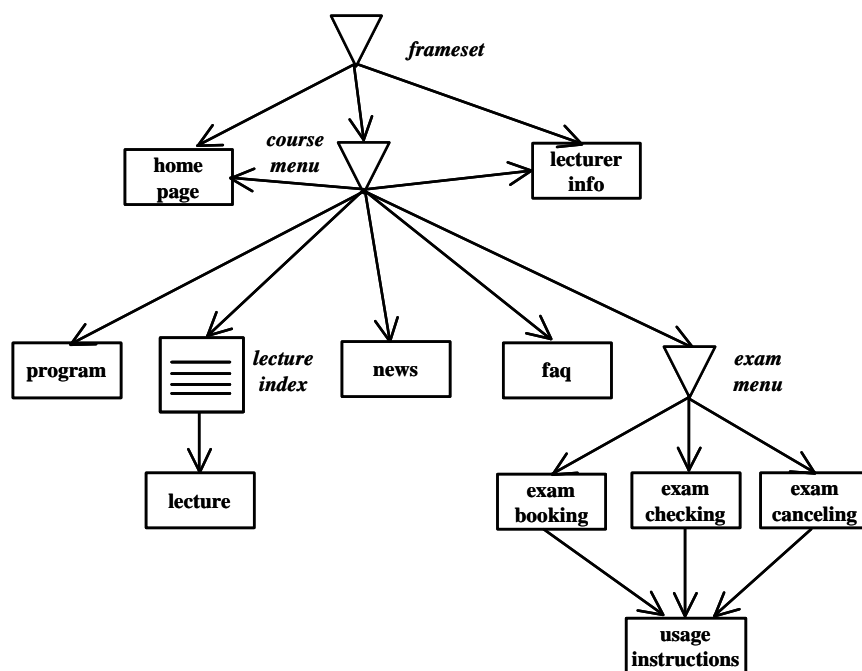 frameset
home
page
course
menu
lecturer
info
program
lecture
index
news
faq
exam
menu
lecture
exam
booking
exam
checking
exam
canceling
usage
instructions